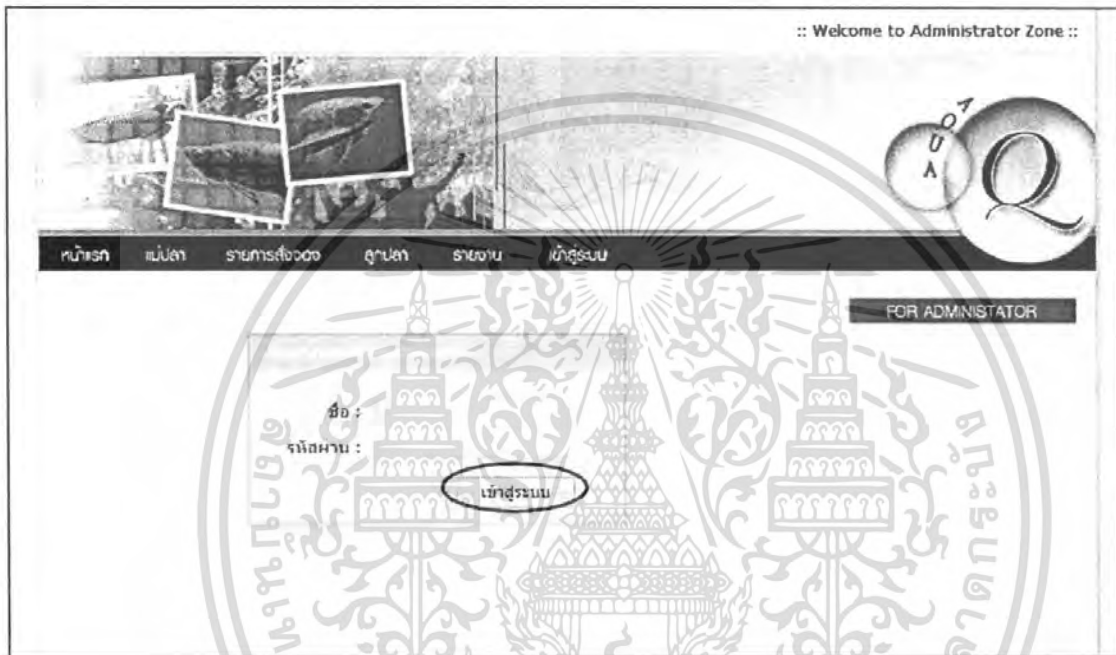 :: Welcome to Administrator Zone ::
AQUA
Q
หน้าแรก แม่ปลา รายการสั่งจอง ลูกปลา รายงาน เข้าสู่ระบบ
FOR ADMINISTATOR
ชื่อ :
รหัสผ่าน :
เข้าสู่ระบบ